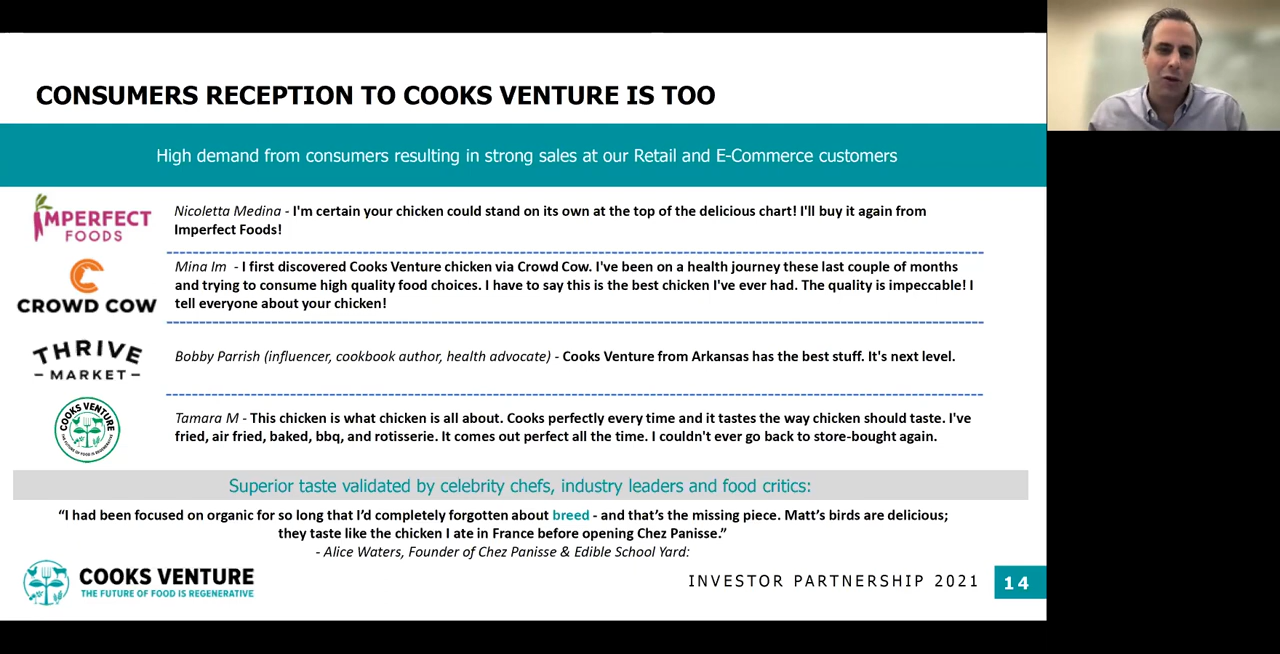 CONSUMERS RECEPTION TO COOKS VENTURE IS TOO
High demand from consumers resulting in strong sales at our Retail and E-Commerce customers
IMPERFECT
FOODS
Nicoletta Medina - I'm certain your chicken could stand on its own at the top of the delicious chart! I'll buy it again from
Imperfect Foods!
CROWD COW
Mina Im - I first discovered Cooks Venture chicken via Crowd Cow. I've been on a health journey these last couple of months
and trying to consume high quality food choices. I have to say this is the best chicken I've ever had. The quality is impeccable! I
tell everyone about your chicken!
THRIVE
- MARKET -
Bobby Parrish (influencer, cookbook author, health advocate) - Cooks Venture from Arkansas has the best stuff. It's next level.
COOKS VENTURE
THE FUTURE OF FOOD IS REGENERATIVE
Tamara M - This chicken is what chicken is all about. Cooks perfectly every time and it tastes the way chicken should taste. I've
fried, air fried, baked, bbq, and rotisserie. It comes out perfect all the time. I couldn't ever go back to store-bought again.
Superior taste validated by celebrity chefs, industry leaders and food critics:
“I had been focused on organic for so long that I’d completely forgotten about breed - and that’s the missing piece. Matt’s birds are delicious;
they taste like the chicken I ate in France before opening Chez Panisse.”
- Alice Waters, Founder of Chez Panisse & Edible School Yard:
COOKS VENTURE
THE FUTURE OF FOOD IS REGENERATIVE
INVESTOR PARTNERSHIP 2021
14